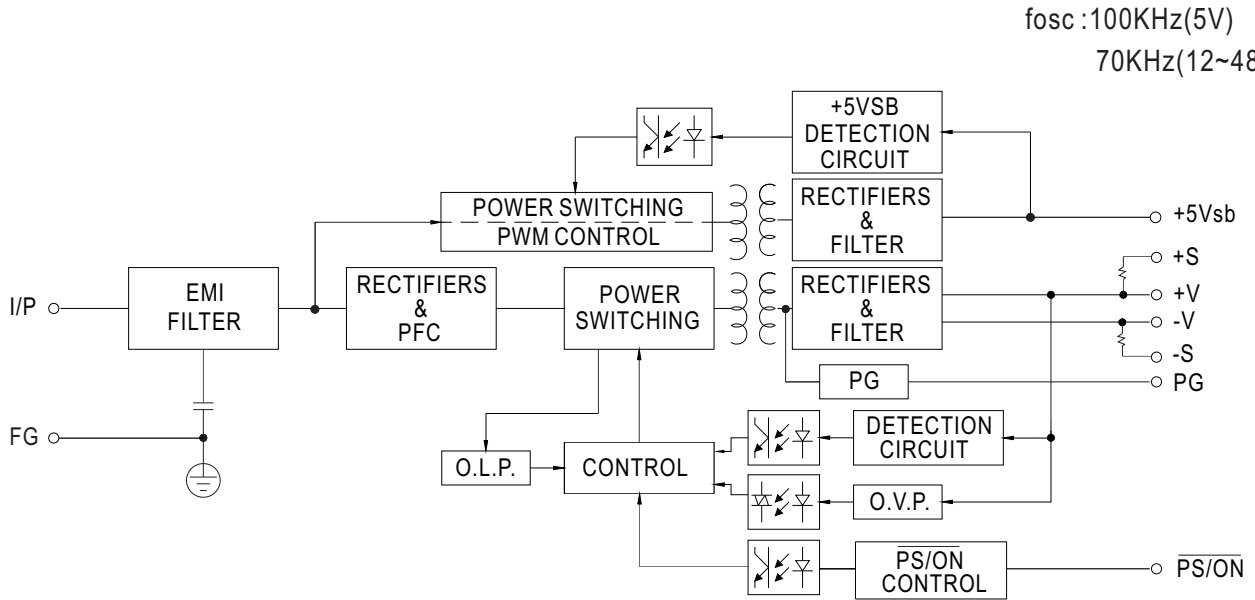 fosc :100KHz(5V)
70KHz(12~48
+5VSB
DETECTION
CIRCUIT
POWER SWITCHING
PWM CONTROL
RECTIFIERS
&
FILTER
+5Vsb
+S
I/P
EMI
FILTER
RECTIFIERS
&
PFC
POWER
SWITCHING
RECTIFIERS
&
FILTER
+V
-V
-S
PG
PG
FG
O.L.P.
CONTROL
DETECTION
CIRCUIT
O.V.P.
PS/ON
CONTROL
PS/ON